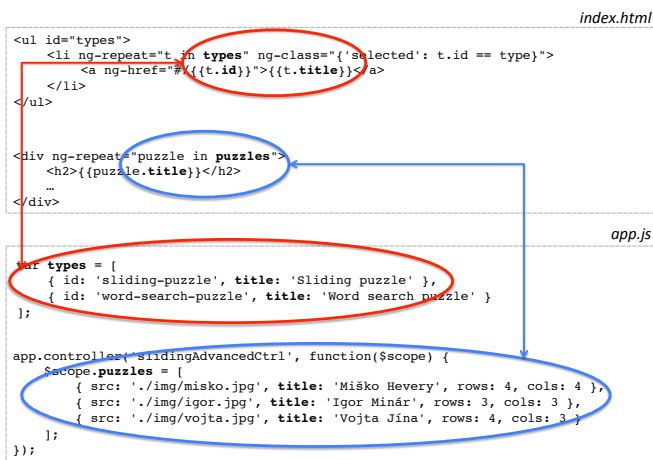 index.html
<ul id="types">
<li ng-repeat="t in types" ng-class="{'selected': t.id == type}">
<a ng-href="#/{{t.id}}">{{t.title}}</a>
</li>
</ul>
<div ng-repeat="puzzle in puzzles">
<h2>{{puzzle.title}}</h2>
…
</div>
app.js
var types = [
{ id: 'sliding-puzzle', title: 'Sliding puzzle' },
{ id: 'word-search-puzzle', title: 'Word search puzzle' }
];
app.controller('slidingAdvancedCtrl', function($scope) {
$scope.puzzles = [
{ src: './img/misko.jpg', title: 'Miško Hevery', rows: 4, cols: 4 },
{ src: './img/igor.jpg', title: 'Igor Minár', rows: 3, cols: 3 },
{ src: './img/vojta.jpg', title: 'Vojta Jína', rows: 4, cols: 3 }
];
});